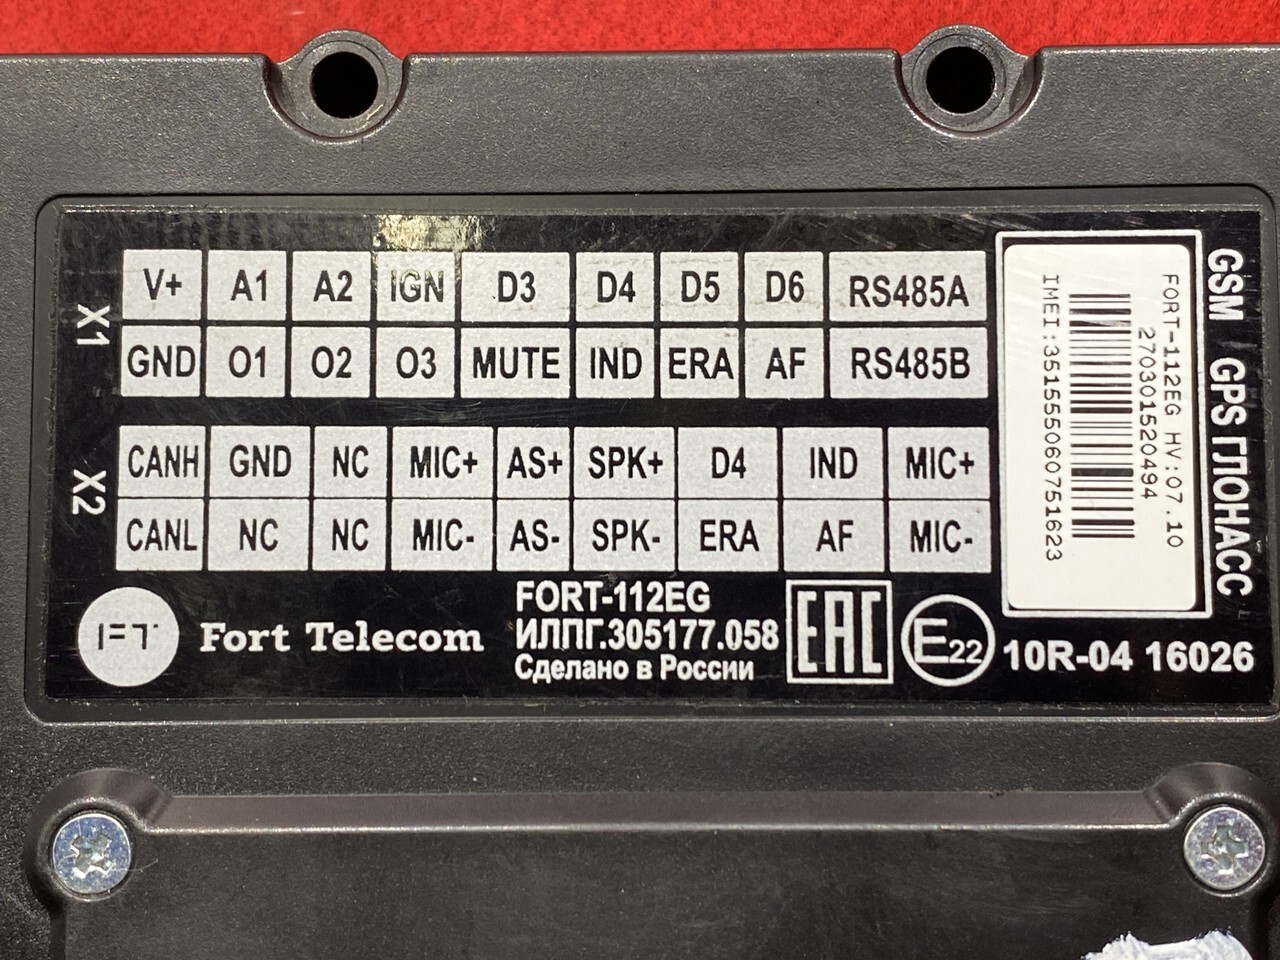 X1
V+ A1 A2 IGN D3 D4 D5 D6 RS485A
GND O1 O2 O3 MUTE IND ERA AF RS485B
X2
CANH GND NC MIC+ AS+ SPK+ D4 IND MIC+
CANL NC NC MIC- AS- SPK- ERA AF MIC-
FT
Fort Telecom
FORT-112EG
ИЛПГ.305177.058
Сделано в России
EAC
E22
10R-04 16026
GSM GPS ГЛОНАСС
FORT-112EG HV:07.10
270301520494
IMEI:351555060751623